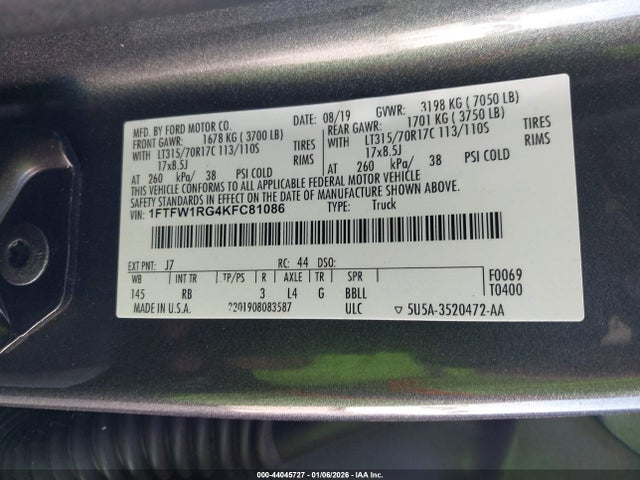 MFD. BY FORD MOTOR CO.
DATE: 08/19 GVWR: 3198 KG ( 7050 LB)
FRONT GAWR: 1678 KG ( 3700 LB) REAR GAWR: 1701 KG ( 3750 LB)
WITH LT315/70R17C 113/110S TIRES WITH LT315/70R17C 113/110S TIRES
17x8.5J RIMS 17x8.5J RIMS
AT 260 kPa/ 38 PSI COLD AT 260 kPa/ 38 PSI COLD
THIS VEHICLE CONFORMS TO ALL APPLICABLE FEDERAL MOTOR VEHICLE
SAFETY STANDARDS IN EFFECT ON THE DATE OF MANUFACTURE SHOWN ABOVE.
VIN: 1FTFW1RG4KFC81086 TYPE: Truck
EXT PNT: J7 RC: 44 DSO: F0069
WB INT TR TP/PS R AXLE TR SPR T0400
145 RB 3 L4 G BBLL
MADE IN U.S.A. 3201908083587 ULC ▽ 5U5A-3520472-AA
000-44045727 - 01/06/2026 - IAA Inc.